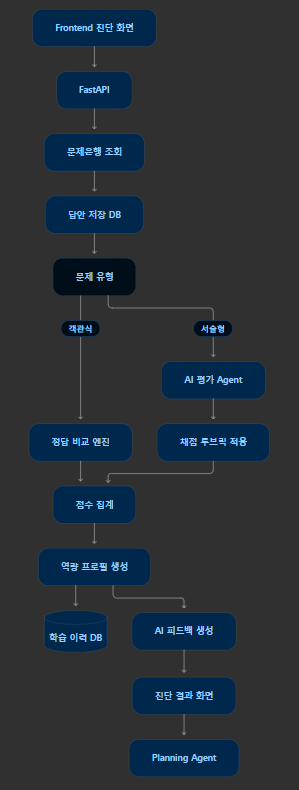 Frontend 진단 화면
FastAPI
문제은행 조회
답안 저장 DB
문제 유형
객관식
서술형
AI 평가 Agent
정답 비교 엔진
채점 루브릭 적용
점수 집계
역량 프로필 생성
학습 이력 DB
AI 피드백 생성
진단 결과 화면
Planning Agent